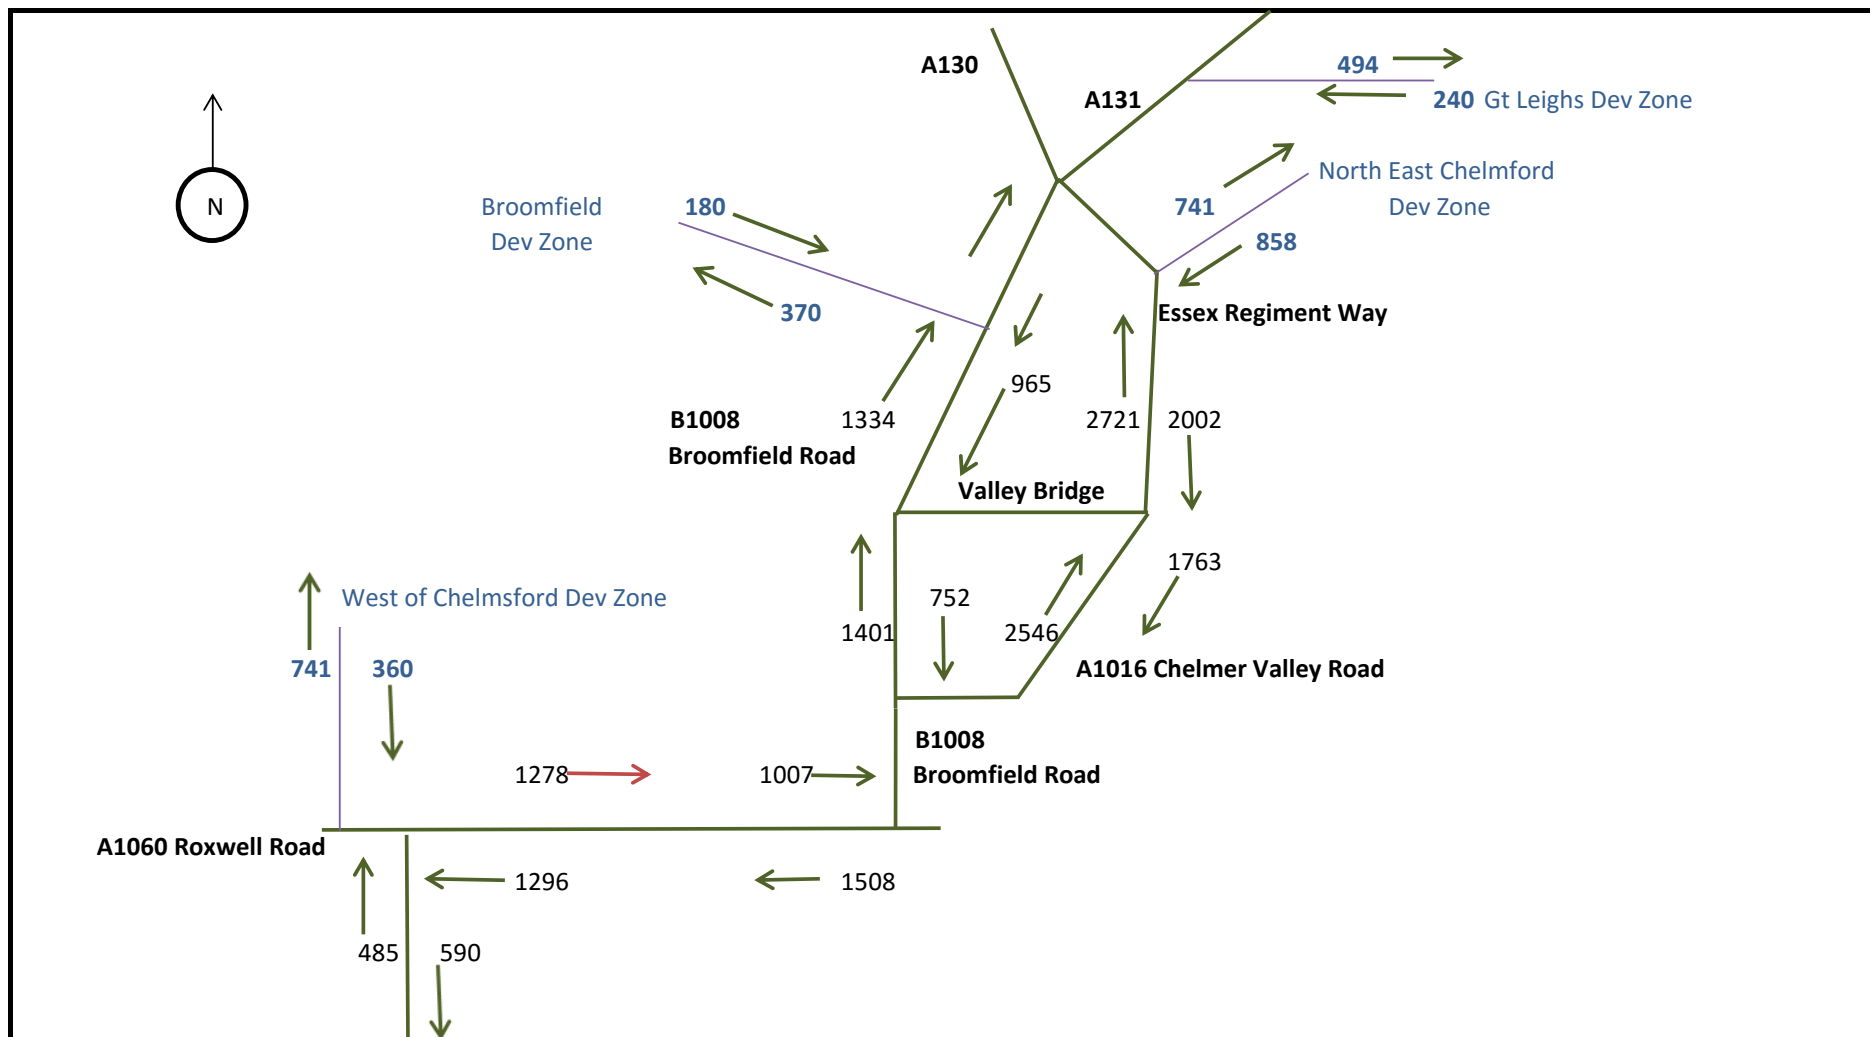 A130
494
A131
240 Gt Leighs Dev Zone
North East Chelmford
Dev Zone
741
858
N
Broomfield
Dev Zone
180
370
Essex Regiment Way
965
B1008
Broomfield Road
1334
2721
2002
Valley Bridge
1763
West of Chelmsford Dev Zone
752
1401
2546
741
360
A1016 Chelmer Valley Road
B1008
Broomfield Road
1278
1007
A1060 Roxwell Road
1296
1508
485
590